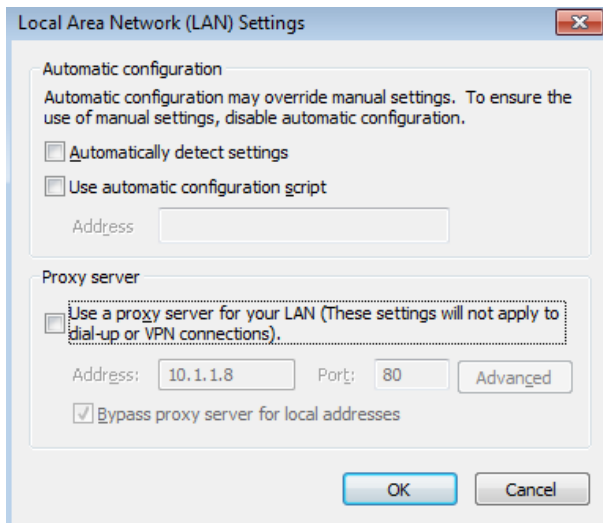 Local Area Network (LAN) Settings
Automatic configuration
Automatic configuration may override manual settings. To ensure the
use of manual settings, disable automatic configuration.
Automatically detect settings
Use automatic configuration script
Address
Proxy server
Use a proxy server for your LAN (These settings will not apply to
dial-up or VPN connections).
Address: 10.1.1.8 Port: 80 Advanced
Bypass proxy server for local addresses
OK Cancel